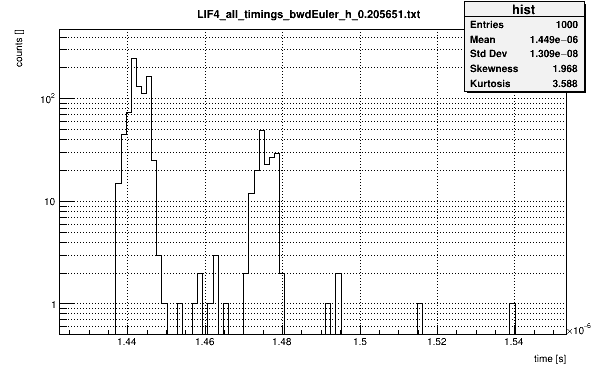 LIF4_all_timings_bwdEuler_h_0.205651.txt
hist
Entries 1000
Mean 1.449e−06
Std Dev 1.309e−08
Skewness 1.968
Kurtosis 3.588
counts []
10²
10
1
1.44 1.46 1.48 1.5 1.52 1.54
×10⁻⁶
time [s]